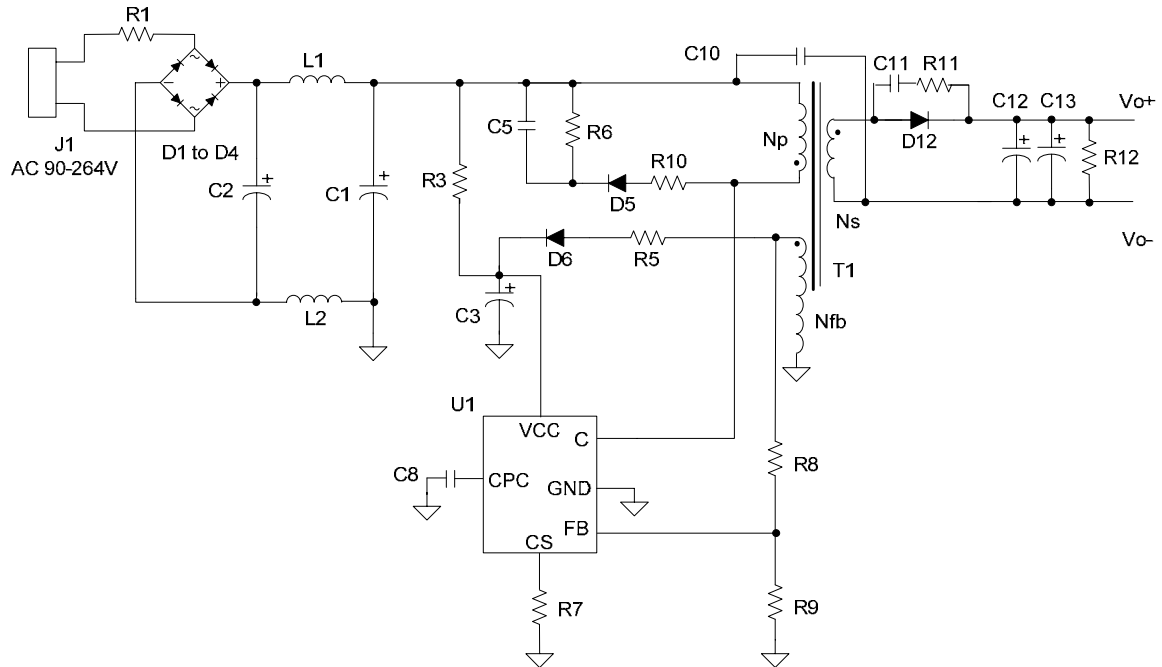 R1
L1
C10
C11
R11
C12
C13
Vo+
~
-
+
~
J1
AC 90-264V
D1 to D4
C2
+
C1
+
R3
C5
R6
R10
D5
Np
D12
+
+
R12
Ns
Vo-
D6
R5
T1
L2
C3
+
Nfb
U1
VCC
C
C8
CPC
GND
R8
FB
CS
R7
R9